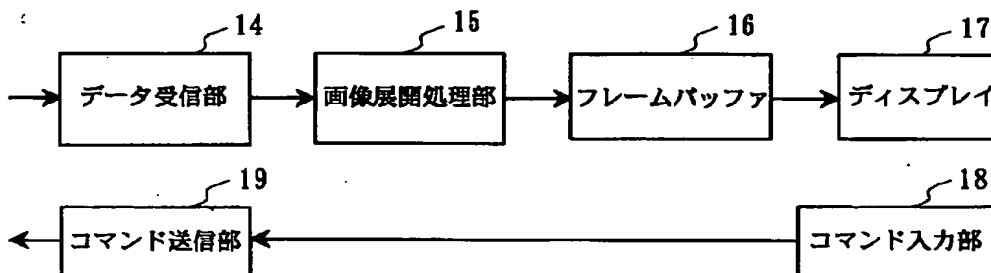 14
15
16
17
データ受信部
画像展開処理部
フレームバッファ
ディスプレイ
19
18
コマンド送信部
コマンド入力部